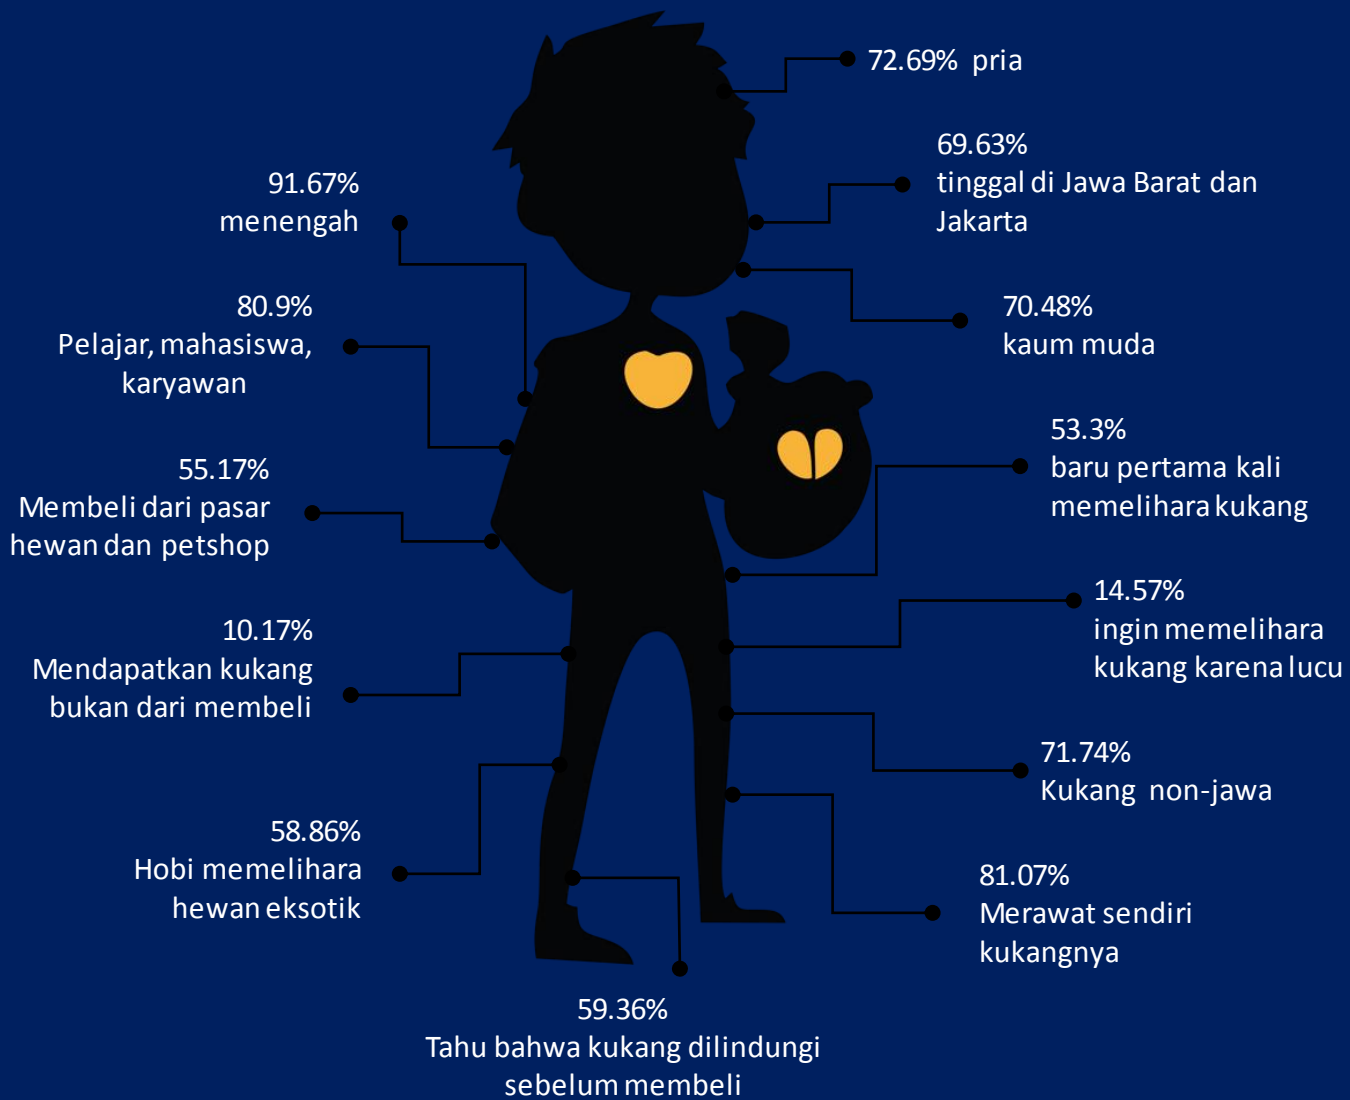 72.69% pria
69.63%
tinggal di Jawa Barat dan
Jakarta
91.67%
menengah
80.9%
Pelajar, mahasiswa,
karyawan
70.48%
kaum muda
53.3%
baru pertama kali
memelihara kukang
55.17%
Membeli dari pasar
hewan dan petshop
14.57%
ingin memelihara
kukang karena lucu
10.17%
Mendapatkan kukang
bukan dari membeli
71.74%
Kukang non-jawa
58.86%
Hobi memelihara
hewan eksotik
81.07%
Merawat sendiri
kukangnya
59.36%
Tahu bahwa kukang dilindungi
sebelum membeli